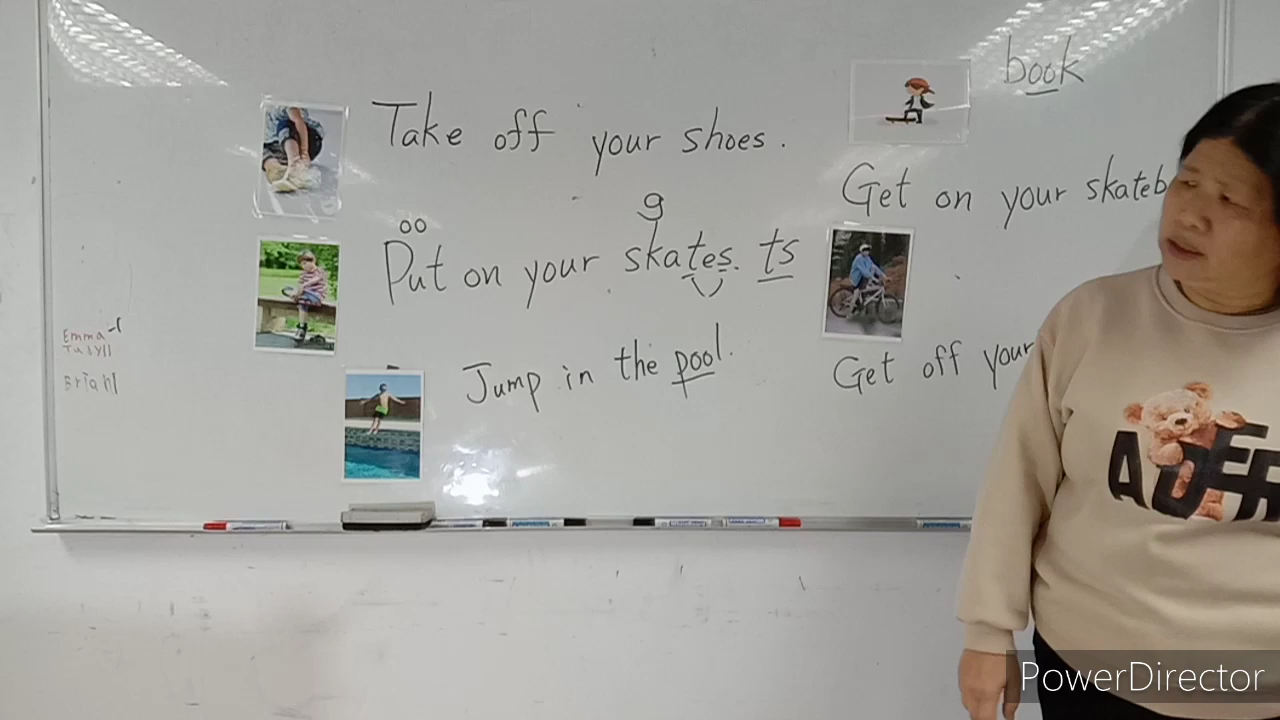 book
Take off your shoes.
Get on your skateb
g
oo
Put on your skates. ts
Emma
Jump in the pool.
Get off your
PowerDirector